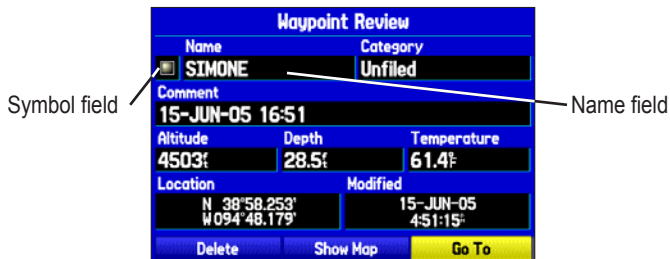 Waypoint Review
Name Category
SIMONE Unfiled
Symbol field
Name field
Comment
15-JUN-05 16:51
Altitude Depth Temperature
4503ft 28.5ft 61.4°F
Location Modified
N 38°58.253' 15-JUN-05
W094°48.179' 4:51:15
Delete Show Map Go To